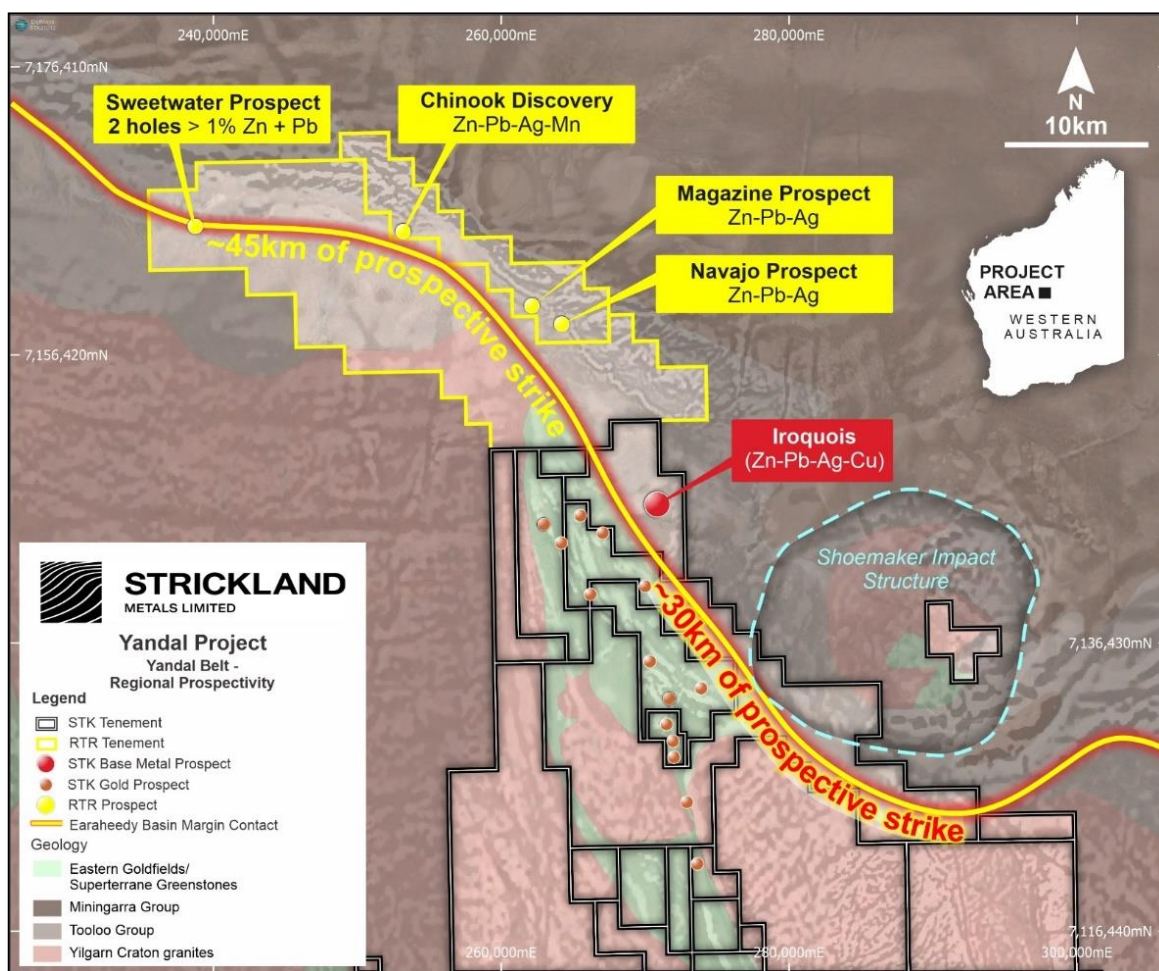 240,000mE
260,000mE
280,000mE
7,176,410mN
Sweetwater Prospect
2 holes > 1% Zn + Pb
Chinook Discovery
Zn-Pb-Ag-Mn
N
10km
Magazine Prospect
Zn-Pb-Ag
Navajo Prospect
Zn-Pb-Ag
PROJECT
AREA
WESTERN
AUSTRALIA
~45km of prospective strike
7,156,420mN
Iroquois
(Zn-Pb-Ag-Cu)
Shoemaker Impact
Structure
~30km of prospective strike
7,136,430mN
STRICKLAND
METALS LIMITED
Yandal Project
Yandal Belt -
Regional Prospectivity
Legend
STK Tenement
RTR Tenement
STK Base Metal Prospect
STK Gold Prospect
RTR Prospect
Earaheedy Basin Margin Contact
Geology
Eastern Goldfields/
Superterrane Greenstones
Miningarra Group
Tooloo Group
Yilgarn Craton granites
7,116,440mN
260,000mE
280,000mE
300,000mE